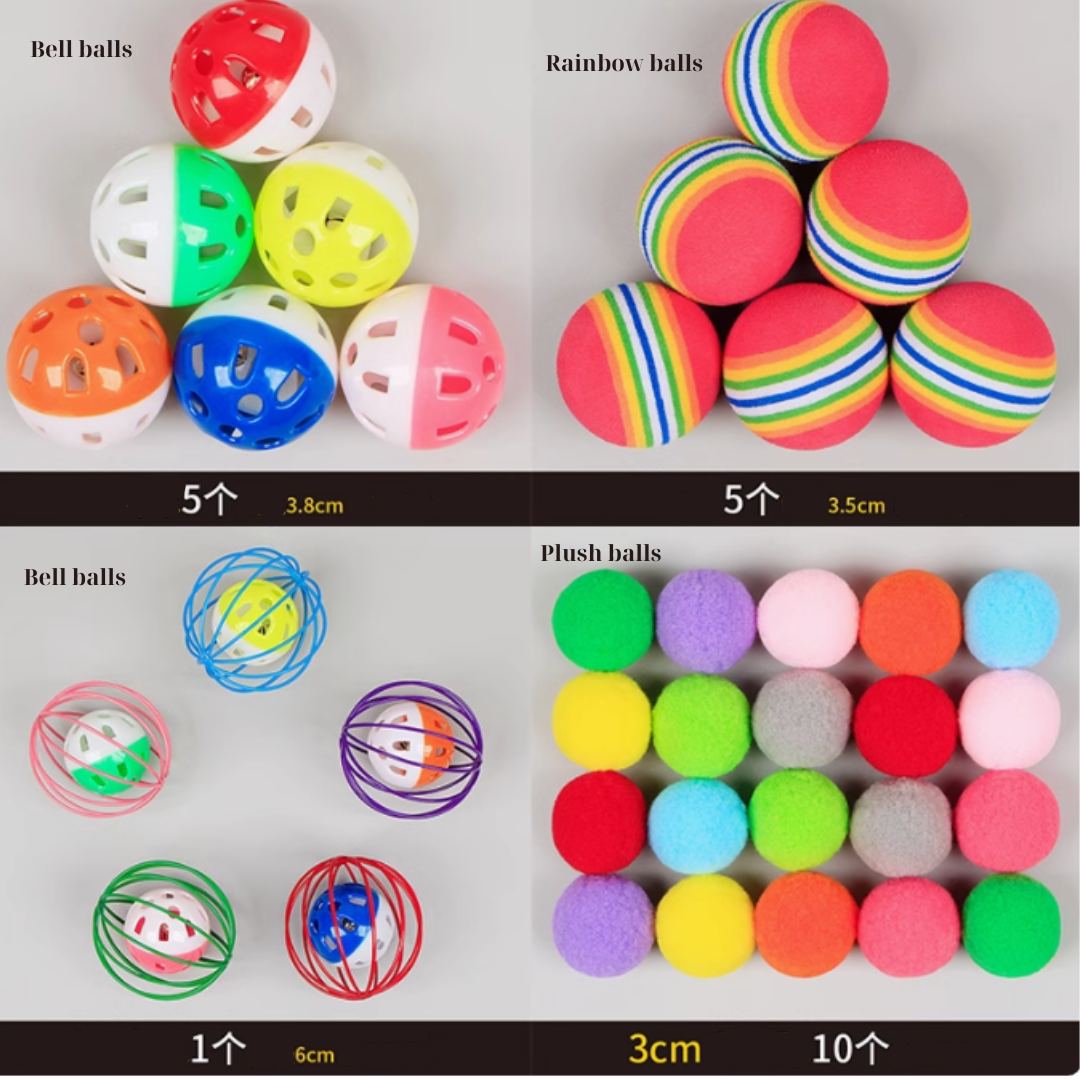 Bell balls
Rainbow balls
5个 3.8cm
5个 3.5cm
Bell balls
Plush balls
1个 6cm
3cm 10个